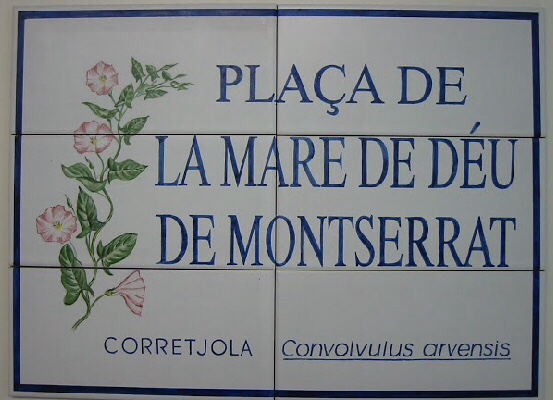 PLAÇA DE
LA MARE DE DÉU
DE MONTSERRAT
CORRETJOLA Convolvulus arvensis